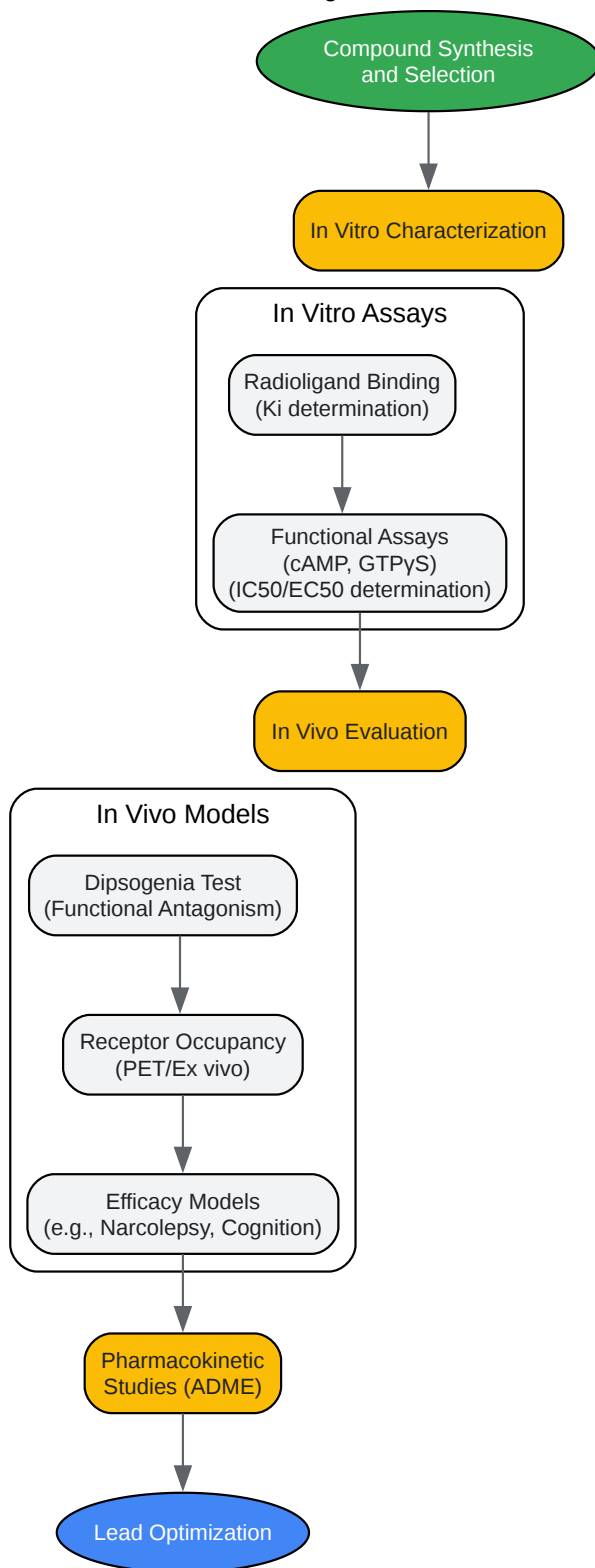 Compound Synthesis
and Selection
In Vitro Characterization
In Vitro Assays
Radioligand Binding
(Ki determination)
Functional Assays
(cAMP, GTPγS)
(IC50/EC50 determination)
In Vivo Evaluation
In Vivo Models
Dipsogenia Test
(Functional Antagonism)
Receptor Occupancy
(PET/Ex vivo)
Efficacy Models
(e.g., Narcolepsy, Cognition)
Pharmacokinetic
Studies (ADME)
Lead Optimization